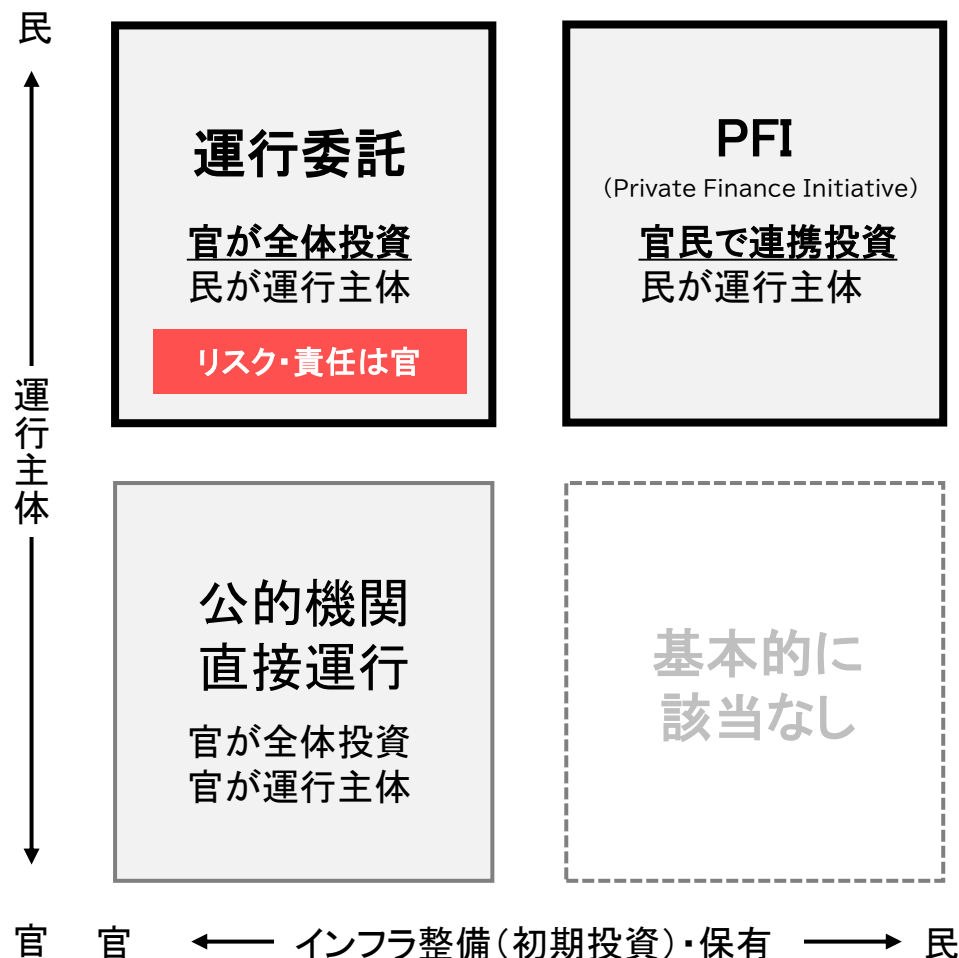 民
運行委託
官が全体投資
民が運行主体
リスク・責任は官
PFI
(Private Finance Initiative)
官民で連携投資
民が運行主体
運行主体
公的機関
直接運行
官が全体投資
官が運行主体
基本的に
該当なし
官
官 ← インフラ整備(初期投資)・保有 → 民